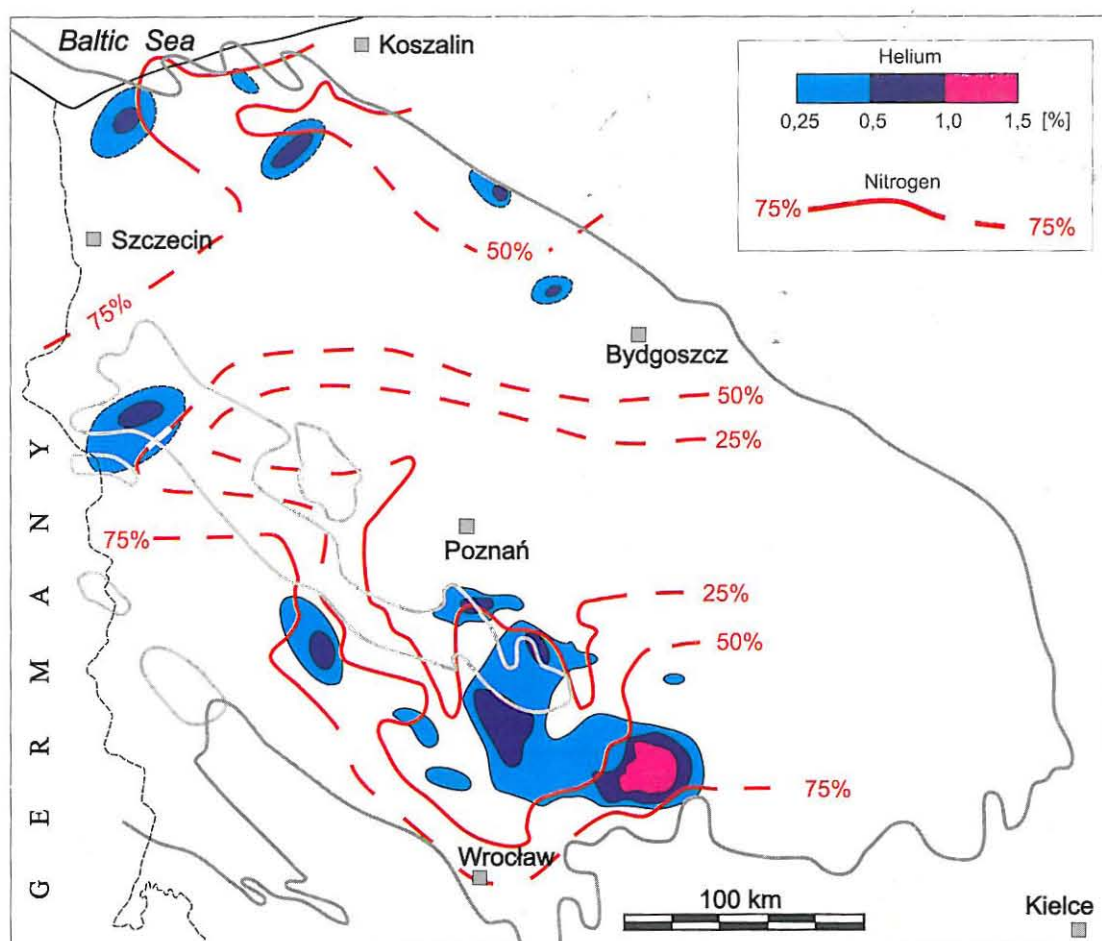 Baltic Sea
Koszalin
Helium
0,25 0,5 1,0 1,5 [%]
Nitrogen
75% 75%
Szczecin
50%
75%
Bydgoszcz
50%
25%
75%
Poznań
25%
50%
75%
Wrocław
100 km
Kielce
GERMANY